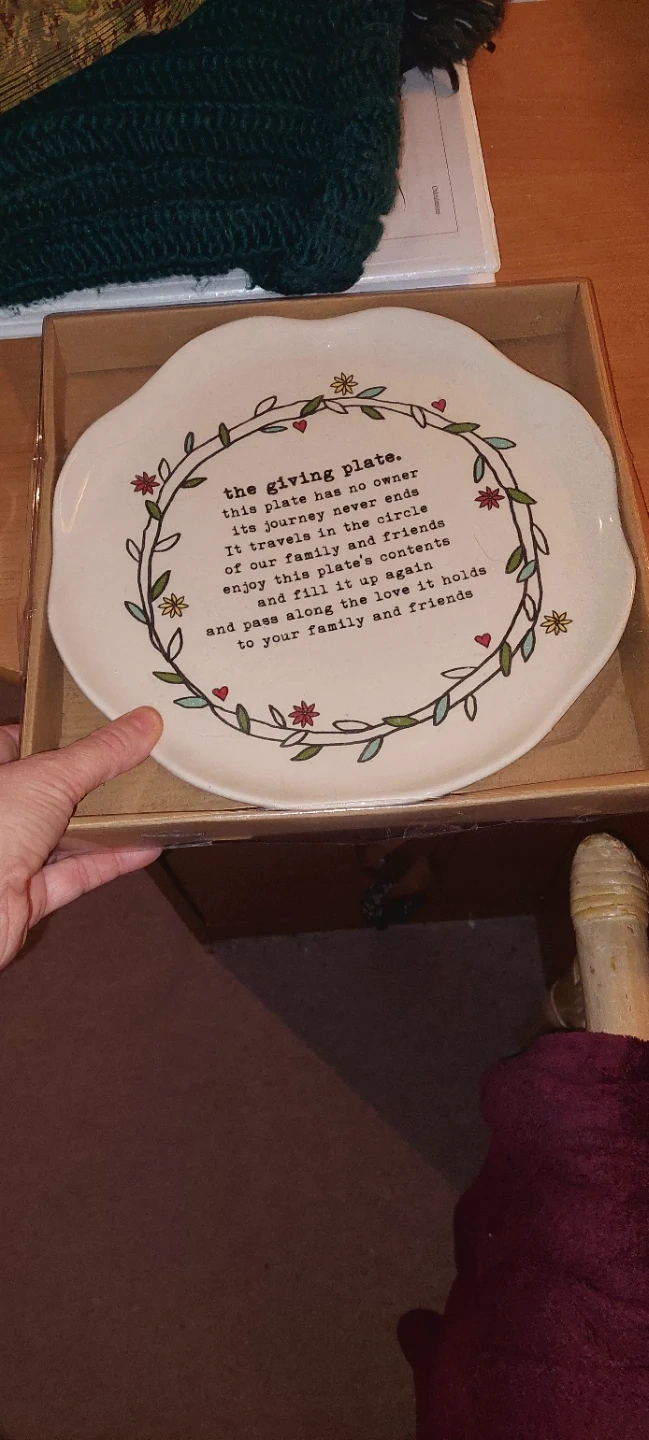 the giving plate.
this plate has no owner
its journey never ends
It travels in the circle
of our family and friends
enjoy this plate's contents
and fill it up again
and pass along the love it holds
to your family and friends